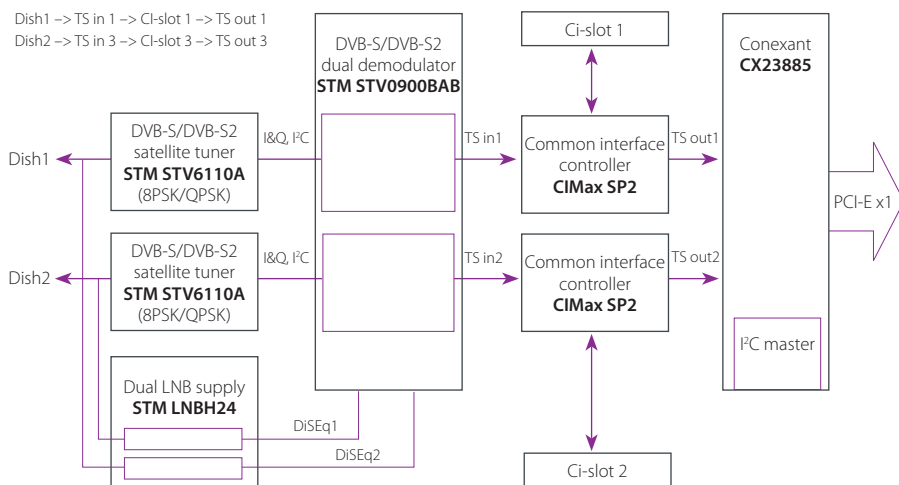 Dish1 –> TS in 1 –> CI-slot 1 –> TS out 1
Dish2 –> TS in 3 –> CI-slot 3 –> TS out 3
DVB-S/DVB-S2
dual demodulator
STM STV0900BAB
Ci-slot 1
Conexant
CX23885
Dish1
DVB-S/DVB-S2
satellite tuner
STM STV6110A
(8PSK/QPSK)
I&Q, I²C
TS in1
Common interface
controller
CIMax SP2
TS out1
PCI-E x1
Dish2
DVB-S/DVB-S2
satellite tuner
STM STV6110A
(8PSK/QPSK)
I&Q, I²C
TS in2
Common interface
controller
CIMax SP2
TS out2
I²C master
Dual LNB supply
STM LNBH24
DiSEq1
DiSEq2
Ci-slot 2